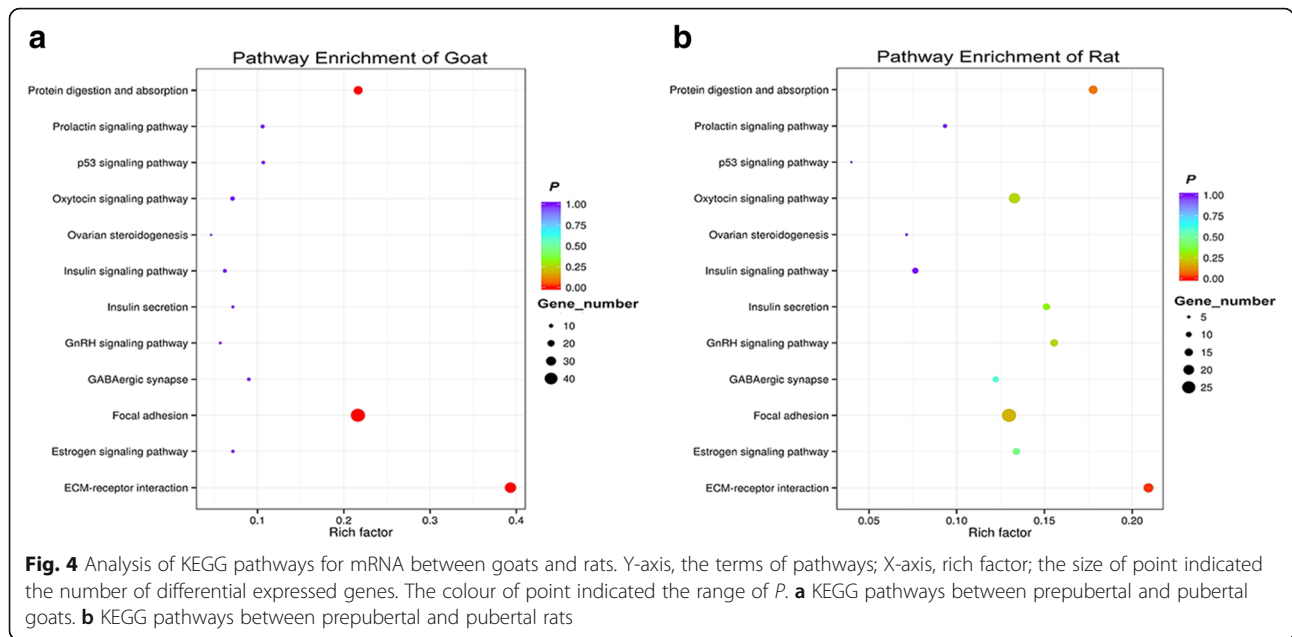 a
Pathway Enrichment of Goat
Protein digestion and absorption
Prolactin signaling pathway
p53 signaling pathway
Oxytocin signaling pathway
Ovarian steroidogenesis
Insulin signaling pathway
Insulin secretion
GnRH signaling pathway
GABAergic synapse
Focal adhesion
Estrogen signaling pathway
ECM-receptor interaction
0.1 0.2 0.3 0.4
Rich factor
P
1.00
0.75
0.50
0.25
0.00
Gene_number
10
20
30
40
b
Pathway Enrichment of Rat
Protein digestion and absorption
Prolactin signaling pathway
p53 signaling pathway
Oxytocin signaling pathway
Ovarian steroidogenesis
Insulin signaling pathway
Insulin secretion
GnRH signaling pathway
GABAergic synapse
Focal adhesion
Estrogen signaling pathway
ECM-receptor interaction
0.05 0.10 0.15 0.20
Rich factor
P
1.00
0.75
0.50
0.25
0.00
Gene_number
5
10
15
20
25
Fig. 4 Analysis of KEGG pathways for mRNA between goats and rats. Y-axis, the terms of pathways; X-axis, rich factor; the size of point indicated
the number of differential expressed genes. The colour of point indicated the range of P. a KEGG pathways between prepubertal and pubertal
goats. b KEGG pathways between prepubertal and pubertal rats